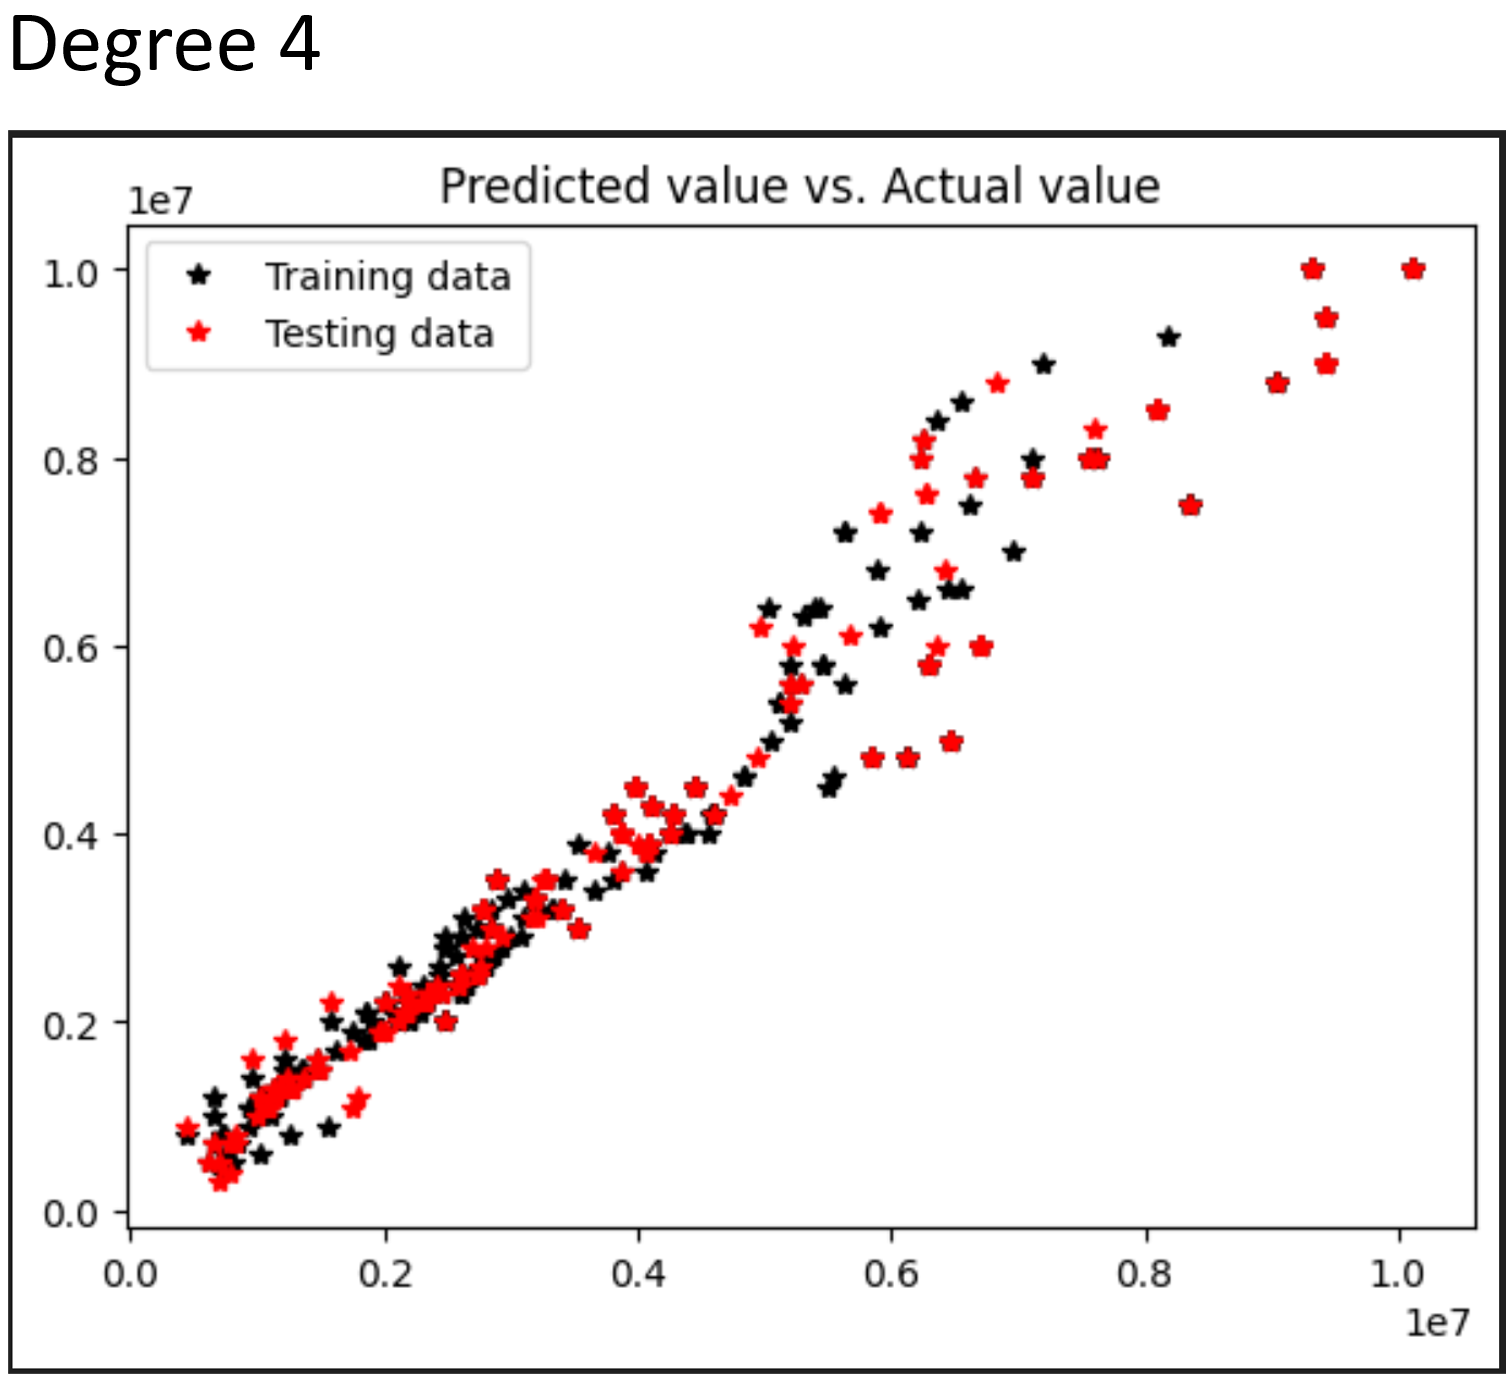 Degree 4
Predicted value vs. Actual value
1e7
Training data
Testing data
1.0
0.8
0.6
0.4
0.2
0.0
0.0 0.2 0.4 0.6 0.8 1.0
1e7